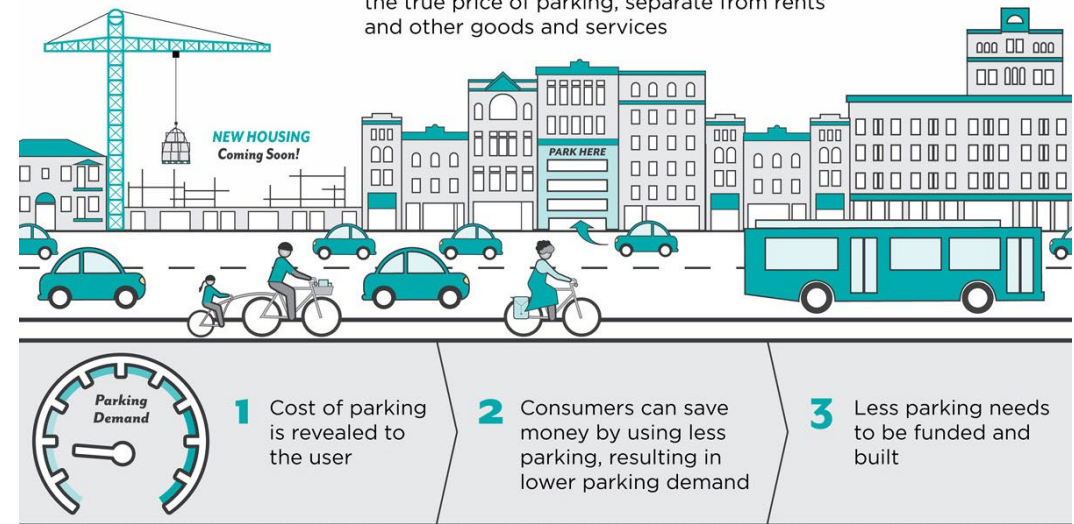 the true price of parking, separate from rents
and other goods and services
NEW HOUSING
Coming Soon!
PARK HERE
Parking
Demand
1 Cost of parking
is revealed to
the user
2 Consumers can save
money by using less
parking, resulting in
lower parking demand
3 Less parking needs
to be funded and
built